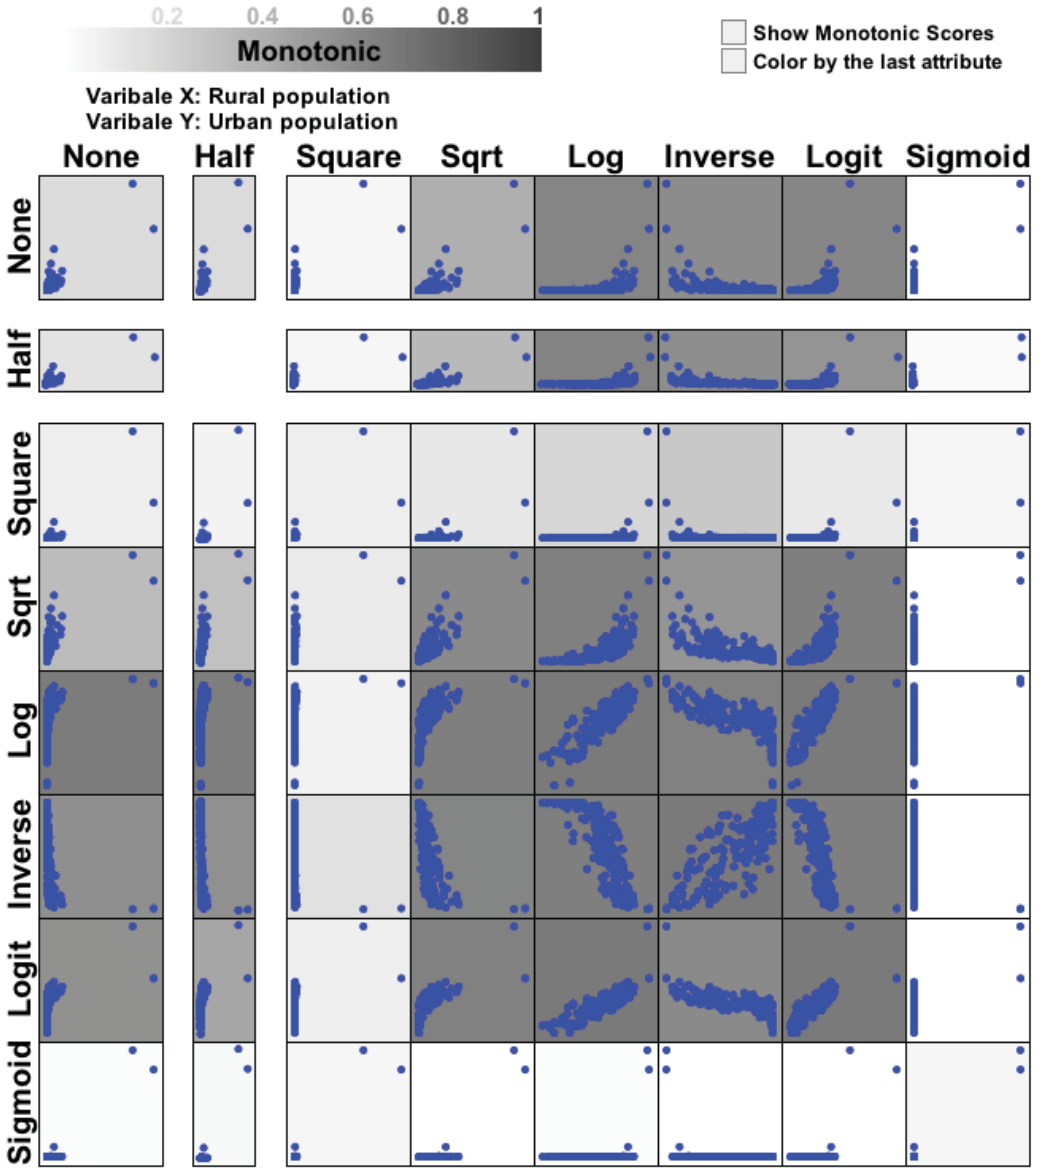 0.2 0.4 0.6 0.8 1
Monotonic
Show Monotonic Scores
Color by the last attribute
Varibale X: Rural population
Varibale Y: Urban population
None Half Square Sqrt Log Inverse Logit Sigmoid
None
Half
Square
Sqrt
Log
Inverse
Logit
Sigmoid